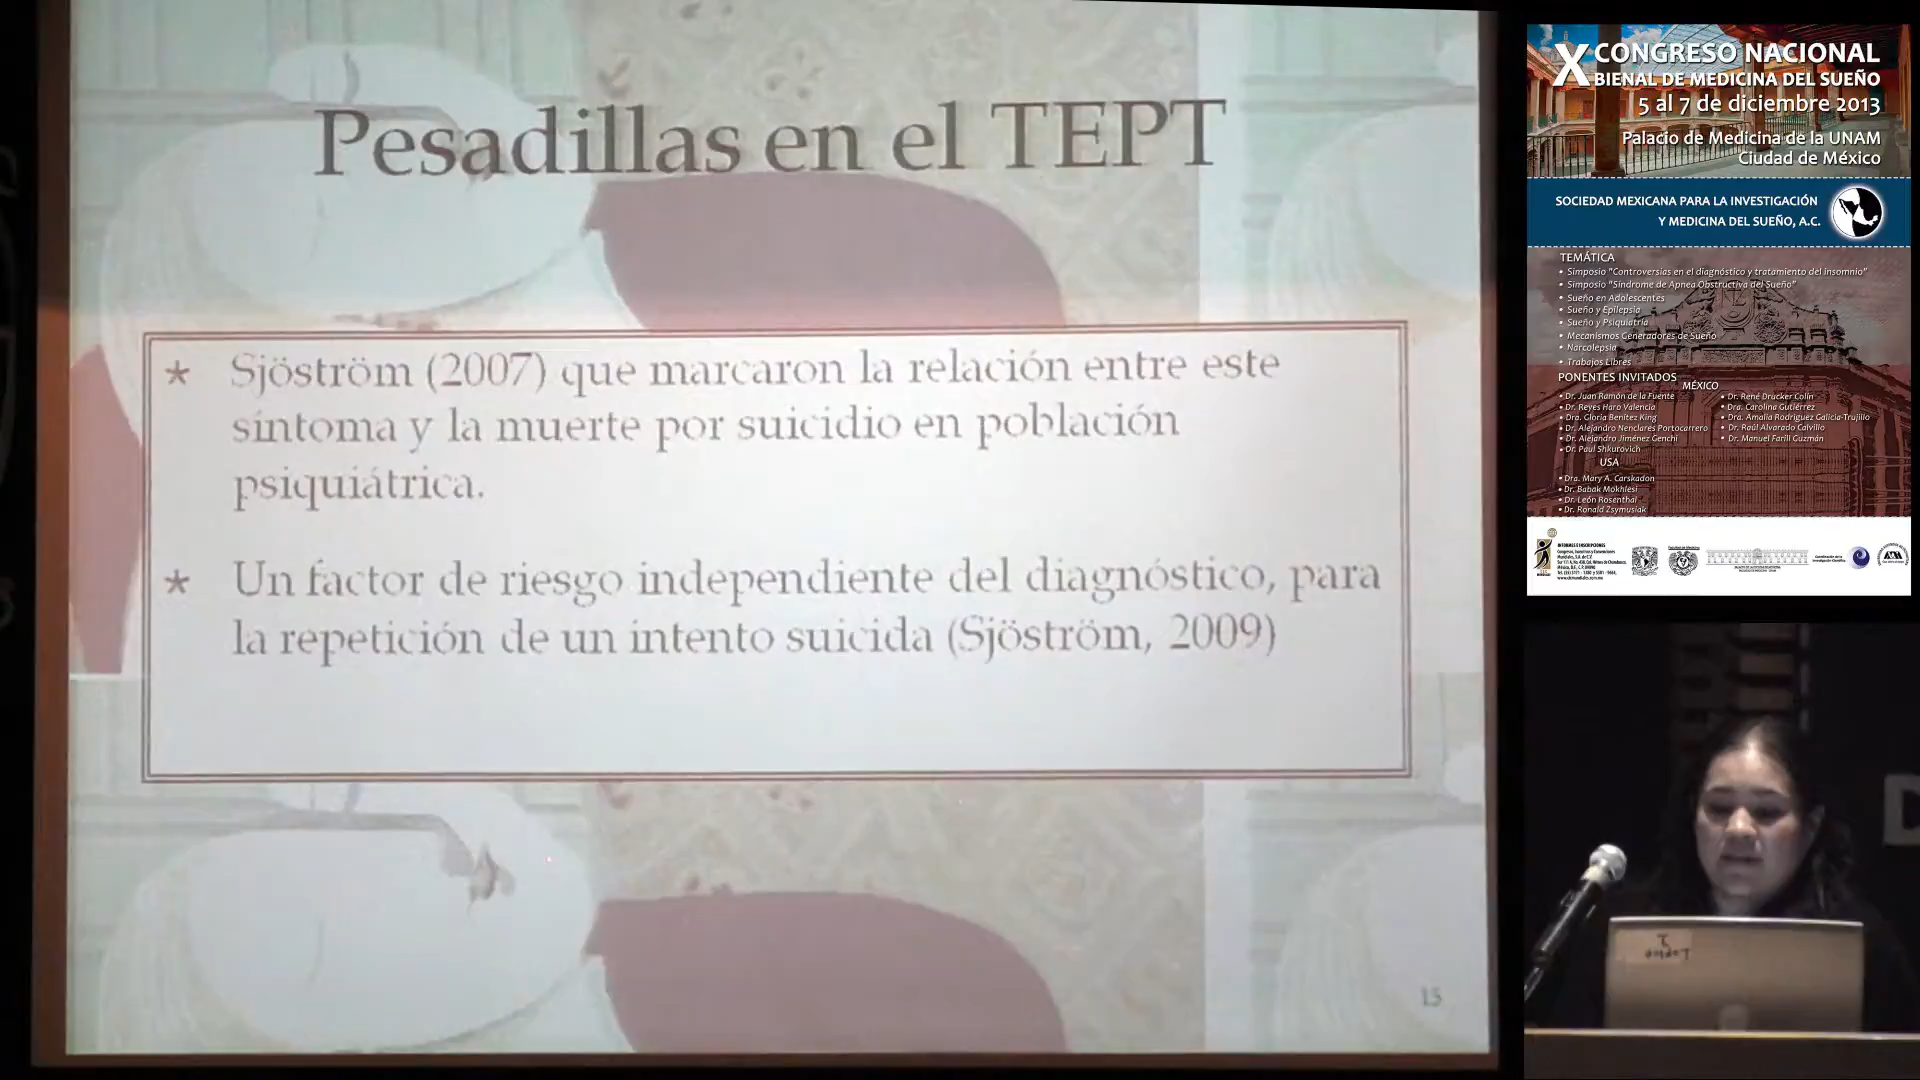 Pesadillas en el TEPT
★ Sjöström (2007) que marcaron la relación entre este
síntoma y la muerte por suicidio en población
psiquiátrica.
★ Un factor de riesgo independiente del diagnóstico, para
la repetición de un intento suicida (Sjöström, 2009)
15
X CONGRESO NACIONAL
BIENAL DE MEDICINA DEL SUEÑO
5 al 7 de diciembre 2013
Palacio de Medicina de la UNAM
Ciudad de México
SOCIEDAD MEXICANA PARA LA INVESTIGACIÓN
Y MEDICINA DEL SUEÑO, A.C.
TEMÁTICA
• Simposio "Controversias en el diagnóstico y tratamiento del insomnio"
• Simposio "Síndrome de Apnea Obstructiva del Sueño"
• Sueño en Adolescentes
• Sueño y Epilepsia
• Sueño y Psiquiatría
• Mecanismos Generadores de Sueño
• Narcolepsia
• Trabajos Libres
PONENTES INVITADOS
MÉXICO
• Dr. Juan Ramón de la Fuente
• Dr. Reyes Haro Valencia
• Dra. Gloria Benítez King
• Dr. Alejandro Nenclares Portocarrero
• Dr. Alejandro Jiménez Genchi
• Dr. Paul Shkurovich
• Dr. René Drucker Colín
• Dra. Carolina Gutiérrez
• Dra. Amalia Rodríguez Galicia-Trujillo
• Dr. Raúl Alvarado Calvillo
• Dr. Manuel Farill Guzmán
USA
• Dra. Mary A. Carskadon
• Dr. Babak Mokhlesi
• Dr. León Rosenthal
• Dr. Ronald Zsymusiak
INFORMES E INSCRIPCIONES